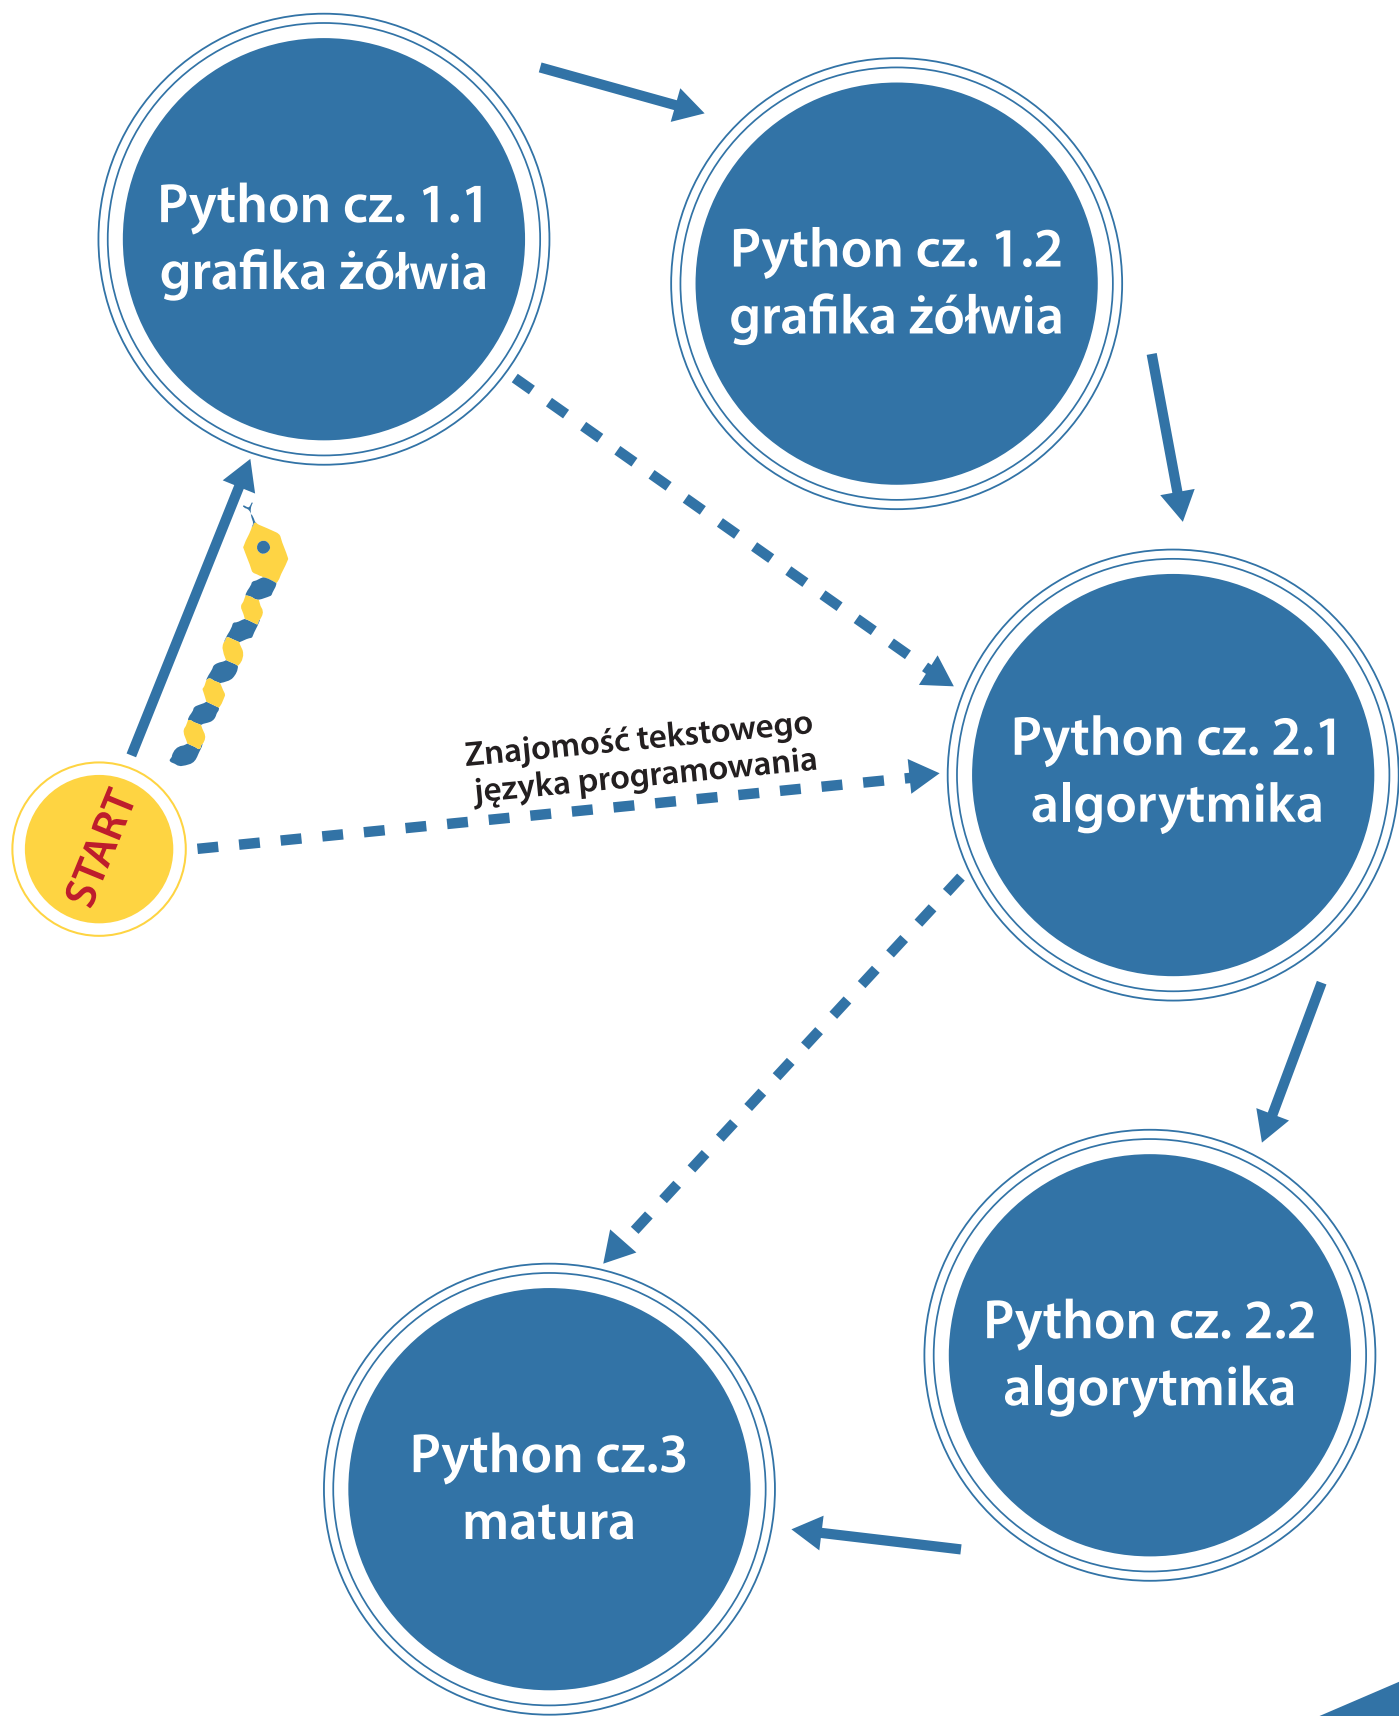 Python cz. 1.1
grafika żółwia
Python cz. 1.2
grafika żółwia
Znajomość tekstowego
języka programowania
START
Python cz. 2.1
algorytmika
Python cz. 2.2
algorytmika
Python cz.3
matura